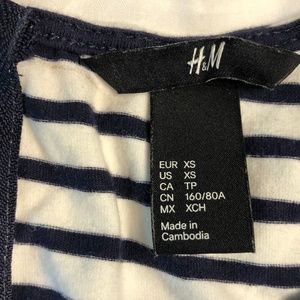 H&M
EUR XS
US XS
CA TP
CN 160/80A
MX XCH
Made in
Cambodia